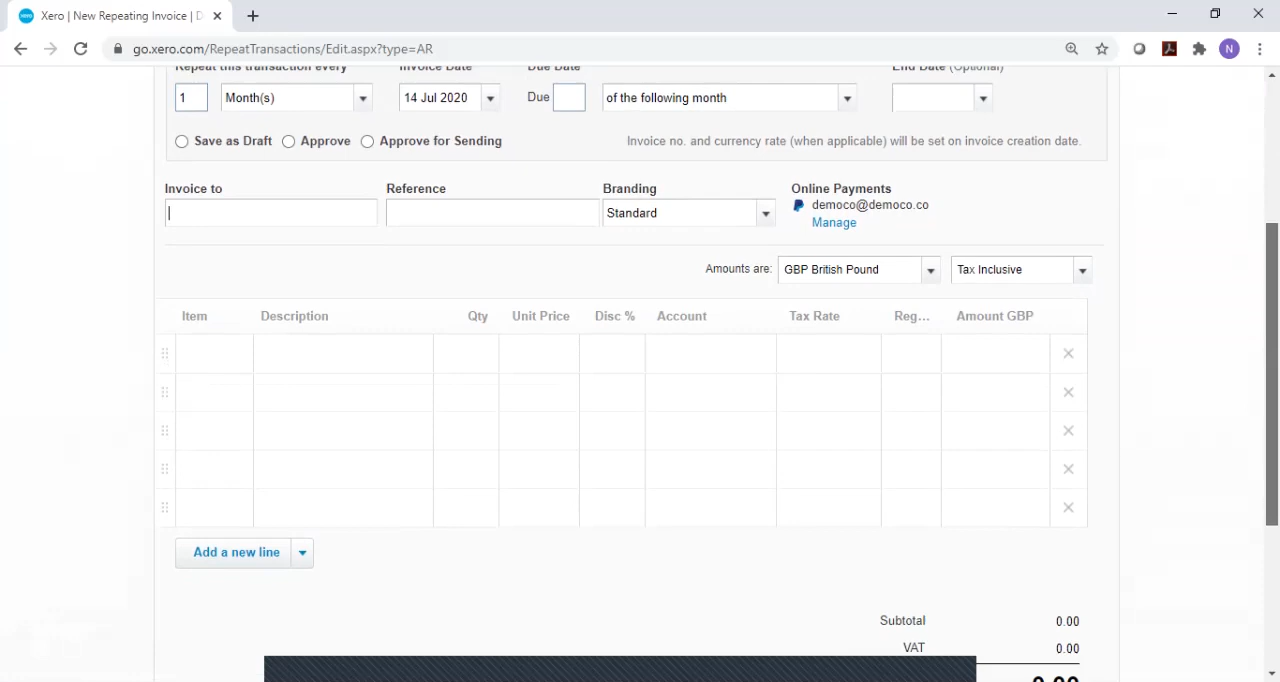 xero Xero | New Repeating Invoice | D
go.xero.com/RepeatTransactions/Edit.aspx?type=AR
N
Repeat this transaction every Invoice Date Due Date End Date (Optional)
1 Month(s) 14 Jul 2020 Due of the following month
Save as Draft Approve Approve for Sending Invoice no. and currency rate (when applicable) will be set on invoice creation date.
Invoice to Reference Branding Online Payments
Standard democo@democo.co
Manage
Amounts are: GBP British Pound Tax Inclusive
Item Description Qty Unit Price Disc % Account Tax Rate Reg... Amount GBP
Add a new line
Subtotal 0.00
VAT 0.00
0.00